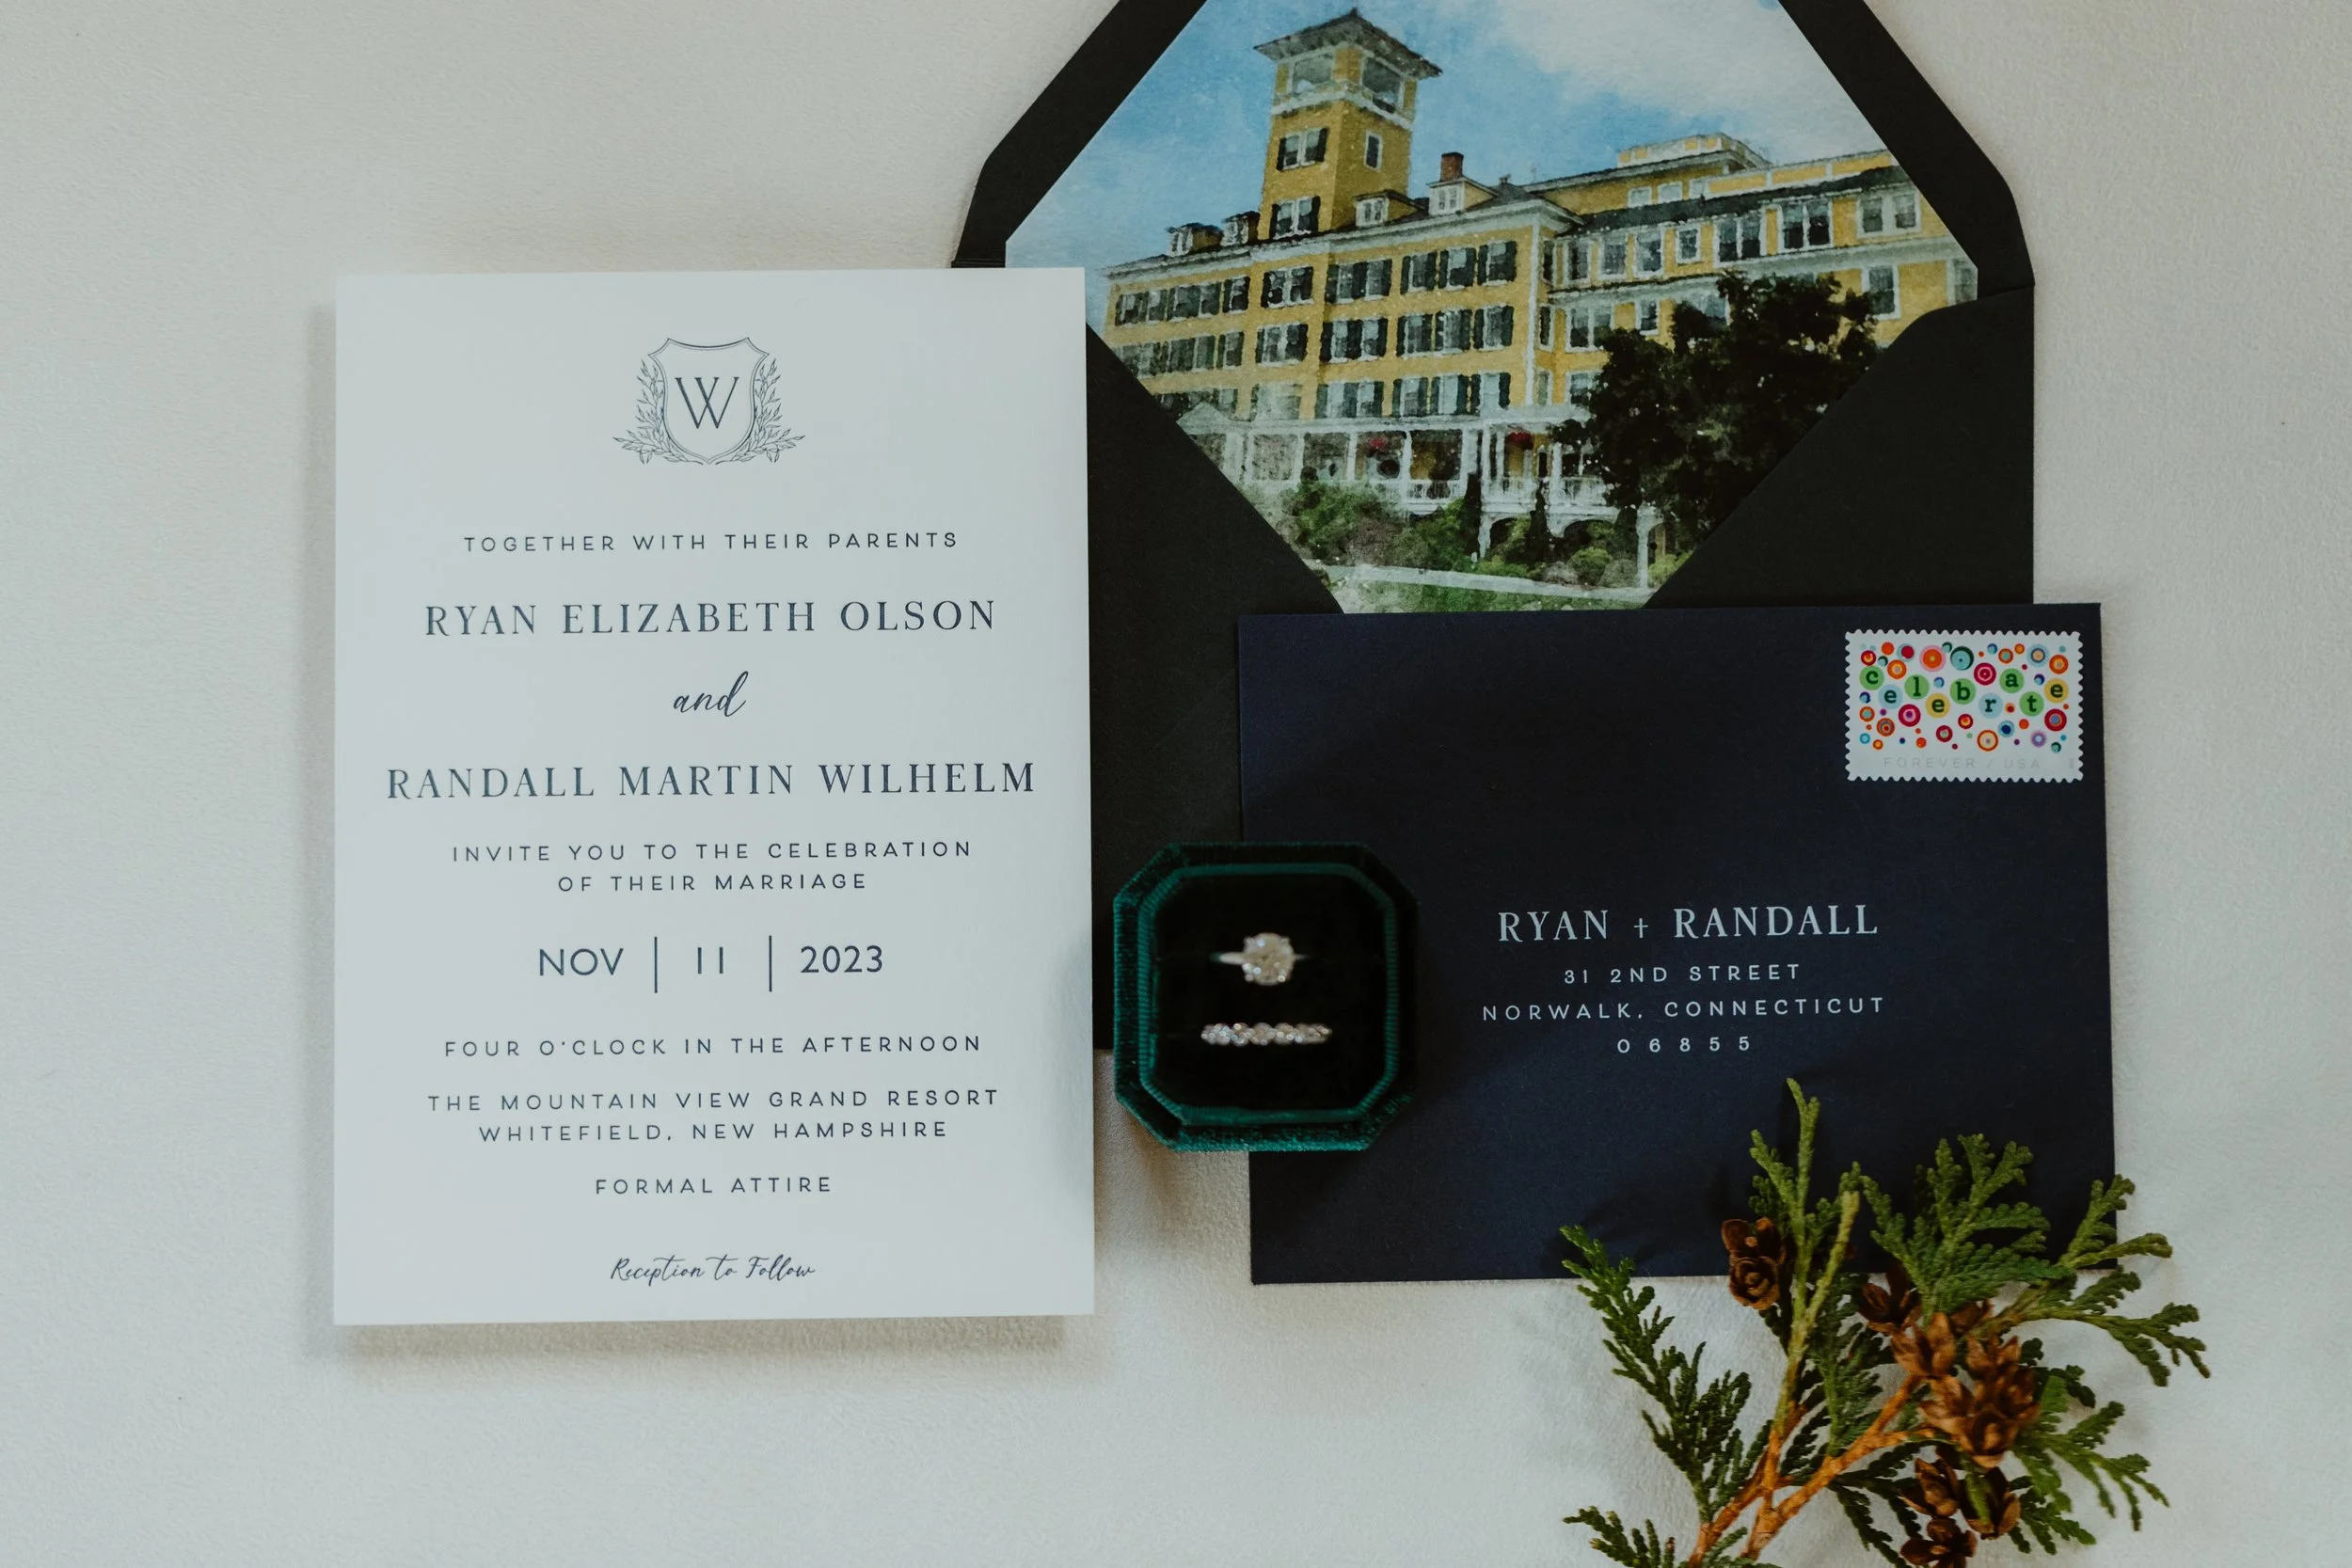 W
TOGETHER WITH THEIR PARENTS
RYAN ELIZABETH OLSON
and
RANDALL MARTIN WILHELM
INVITE YOU TO THE CELEBRATION
OF THEIR MARRIAGE
NOV | 11 | 2023
FOUR O'CLOCK IN THE AFTERNOON
THE MOUNTAIN VIEW GRAND RESORT
WHITEFIELD, NEW HAMPSHIRE
FORMAL ATTIRE
Reception to Follow
celebrate
FOREVER / USA
RYAN + RANDALL
31 2ND STREET
NORWALK, CONNECTICUT
06855